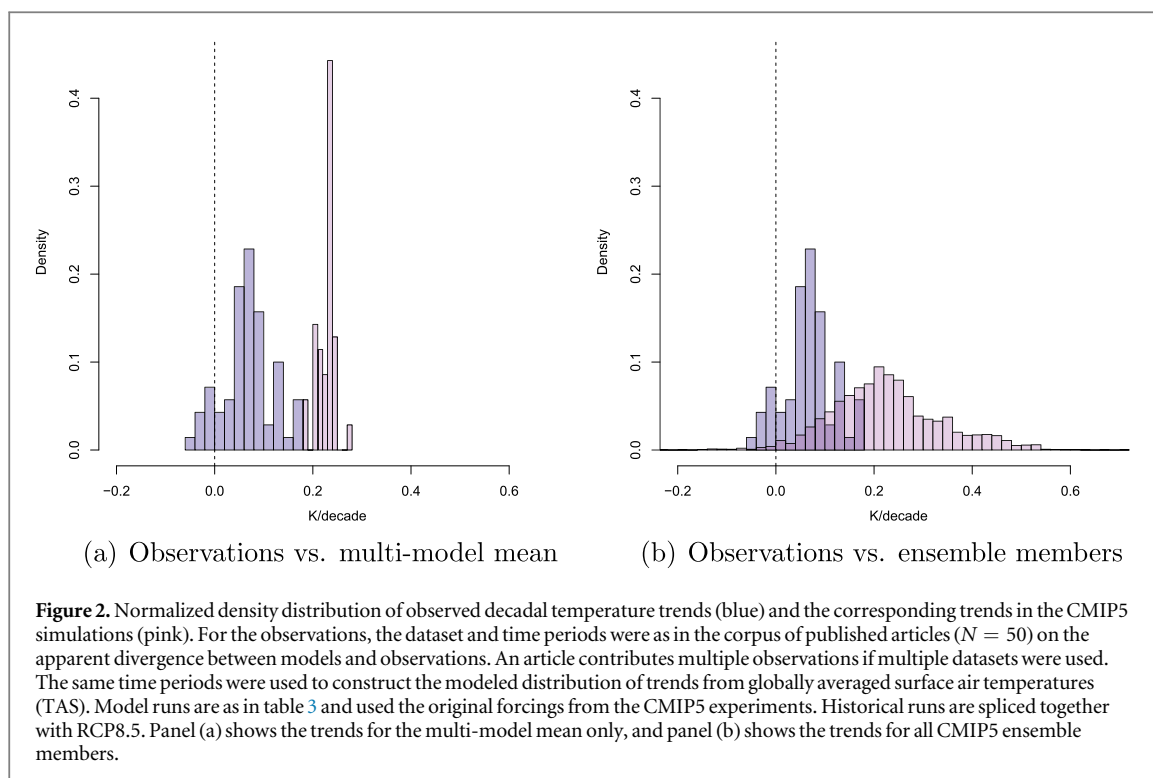 0.4
0.3
0.2
0.1
0.0
Density
−0.2
0.0
0.2
0.4
0.6
K/decade
(a) Observations vs. multi-model mean
0.4
0.3
0.2
0.1
0.0
Density
−0.2
0.0
0.2
0.4
0.6
K/decade
(b) Observations vs. ensemble members
Figure 2. Normalized density distribution of observed decadal temperature trends (blue) and the corresponding trends in the CMIP5
simulations (pink). For the observations, the dataset and time periods were as in the corpus of published articles (N = 50) on the
apparent divergence between models and observations. An article contributes multiple observations if multiple datasets were used.
The same time periods were used to construct the modeled distribution of trends from globally averaged surface air temperatures
(TAS). Model runs are as in table 3 and used the original forcings from the CMIP5 experiments. Historical runs are spliced together
with RCP8.5. Panel (a) shows the trends for the multi-model mean only, and panel (b) shows the trends for all CMIP5 ensemble
members.